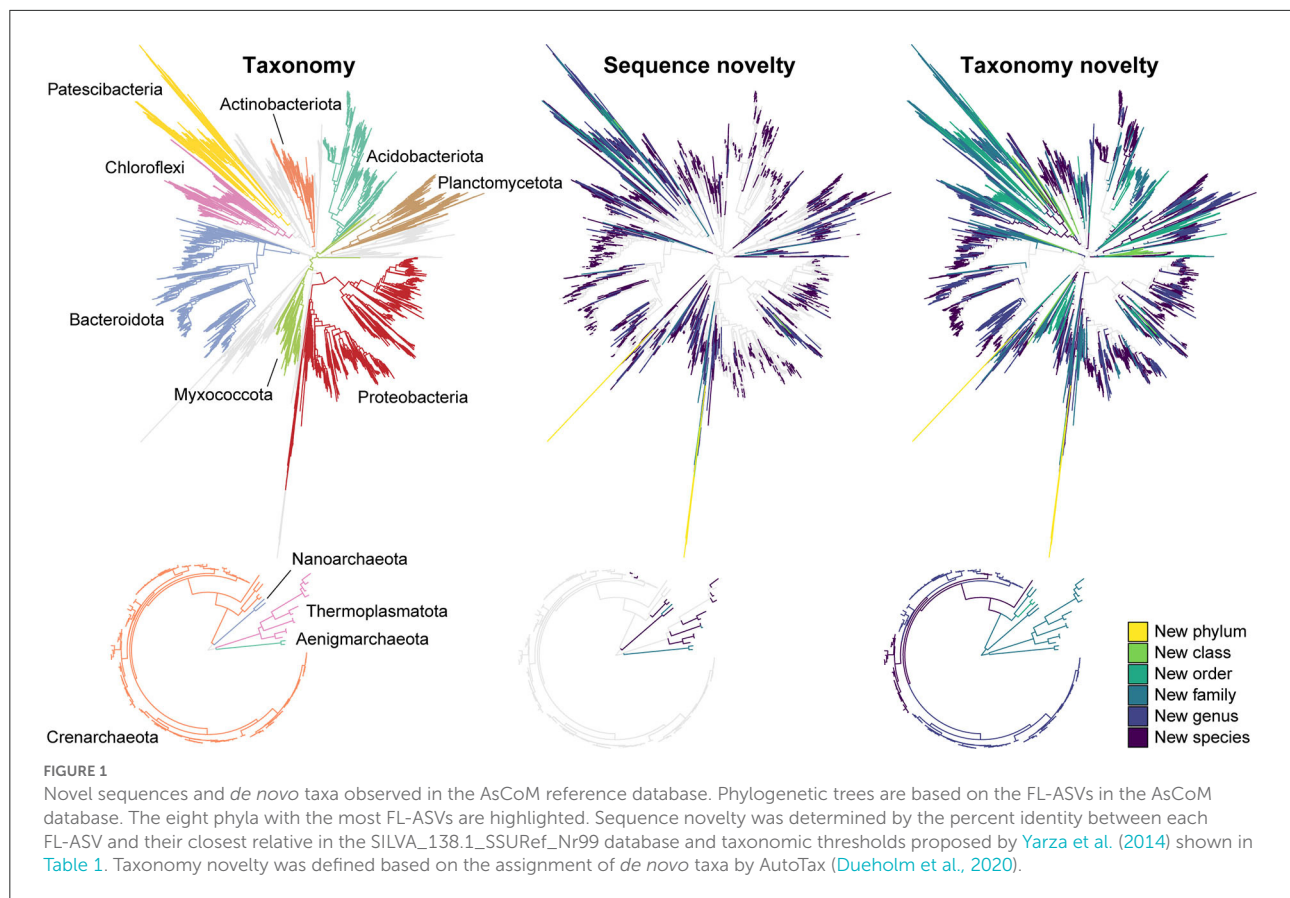 Taxonomy
Sequence novelty
Taxonomy novelty
Patescibacteria
Actinobacteriota
Chloroflexi
Acidobacteriota
Planctomycetota
Bacteroidota
Myxococcota
Proteobacteria
Nanoarchaeota
Thermoplasmatota
Aenigmarchaeota
Crenarchaeota
New phylum
New class
New order
New family
New genus
New species
FIGURE 1
Novel sequences and de novo taxa observed in the AsCoM reference database. Phylogenetic trees are based on the FL-ASVs in the AsCoM
database. The eight phyla with the most FL-ASVs are highlighted. Sequence novelty was determined by the percent identity between each
FL-ASV and their closest relative in the SILVA_138.1_SSURef_Nr99 database and taxonomic thresholds proposed by Yarza et al. (2014) shown in
Table 1. Taxonomy novelty was defined based on the assignment of de novo taxa by AutoTax (Dueholm et al., 2020).